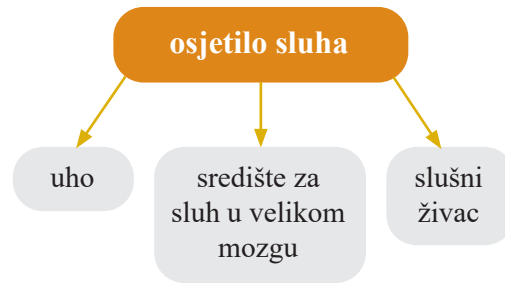 osjetilo sluha
uho
središte za
sluh u velikom
mozgu
slušni
živac